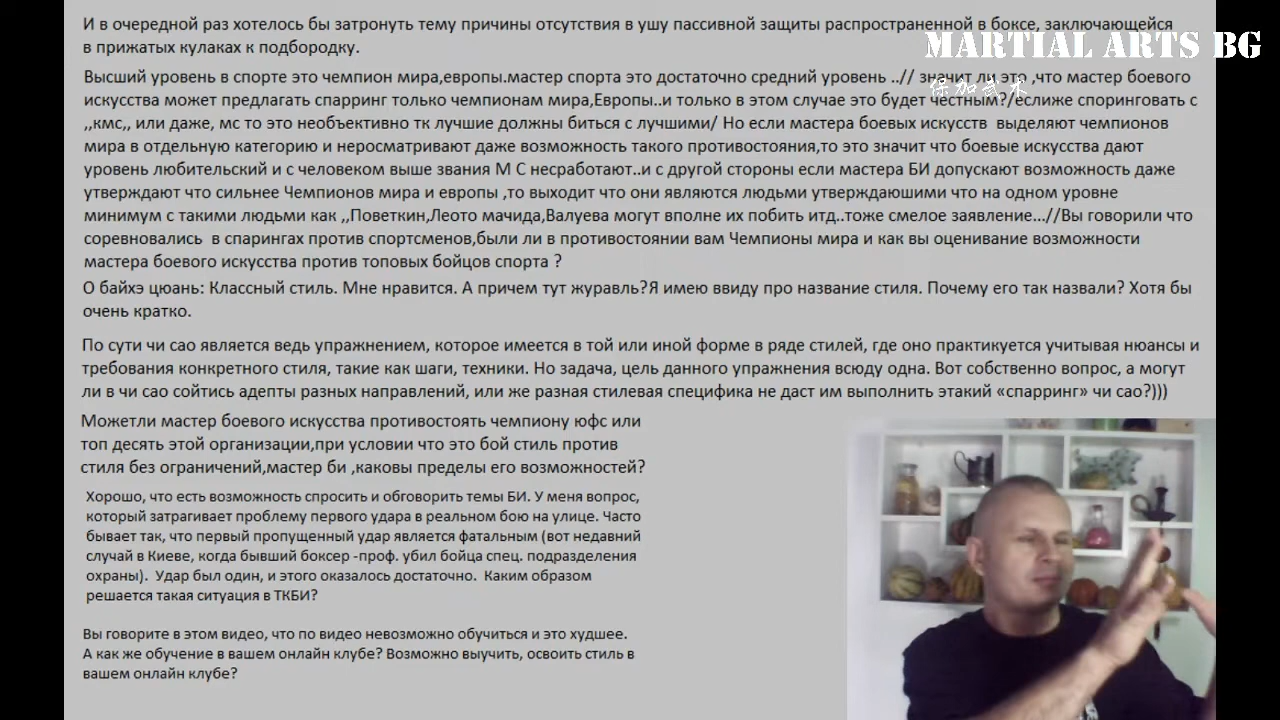 И в очередной раз хотелось бы затронуть тему причины отсутствия в ушу пассивной защиты распространенной в боксе, заключающейся
в прижатых кулаках к подбородку.
MARTIAL ARTS BG
保加武术
Высший уровень в спорте это чемпион мира,европы.мастер спорта это достаточно средний уровень ..// значит ли это ,что мастер боевого
искусства может предлагать спарринг только чемпионам мира,Европы..и только в этом случае это будет честным?/еслиже споринговать с
,,кмс,, или даже, мс то это необъективно тк лучшие должны биться с лучшими/ Но если мастера боевых искусств выделяют чемпионов
мира в отдельную категорию и неросматривают даже возможность такого противостояния,то это значит что боевые искусства дают
уровень любительский и с человеком выше звания М С несработают..и с другой стороны если мастера БИ допускают возможность даже
утверждают что сильнее Чемпионов мира и европы ,то выходит что они являются людьми утверждаюшими что на одном уровне
минимум с такими людьми как ,,Поветкин,Леото мачида,Валуева могут вполне их побить итд..тоже смелое заявление...//Вы говорили что
соревновались в спарингах против спортсменов,были ли в противостоянии вам Чемпионы мира и как вы оценивание возможности
мастера боевого искусства против топовых бойцов спорта ?
О байхэ цюань: Классный стиль. Мне нравится. А причем тут журавль?Я имею ввиду про название стиля. Почему его так назвали? Хотя бы
очень кратко.
По сути чи сао является ведь упражнением, которое имеется в той или иной форме в ряде стилей, где оно практикуется учитывая нюансы и
требования конкретного стиля, такие как шаги, техники. Но задача, цель данного упражнения всюду одна. Вот собственно вопрос, а могут
ли в чи сао сойтись адепты разных направлений, или же разная стилевая специфика не даст им выполнить этакий «спарринг» чи сао?)))
Можетли мастер боевого искусства противостоять чемпиону юфс или
топ десять этой организации,при условии что это бой стиль против
стиля без ограничений,мастер би ,каковы пределы его возможностей?
Хорошо, что есть возможность спросить и обговорить темы БИ. У меня вопрос,
который затрагивает проблему первого удара в реальном бою на улице. Часто
бывает так, что первый пропущенный удар является фатальным (вот недавний
случай в Киеве, когда бывший боксер -проф. убил бойца спец. подразделения
охраны). Удар был один, и этого оказалось достаточно. Каким образом
решается такая ситуация в ТКБИ?
Вы говорите в этом видео, что по видео невозможно обучиться и это худшее.
А как же обучение в вашем онлайн клубе? Возможно выучить, освоить стиль в
вашем онлайн клубе?